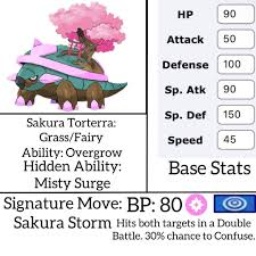 HP 90
Attack 50
Defense 100
Sp. Atk 90
Sp. Def 150
Speed 45
Sakura Torterra:
Grass/Fairy
Ability: Overgrow
Hidden Ability:
Misty Surge
Base Stats
Signature Move: BP: 80
Sakura Storm Hits both targets in a Double
Battle. 30% chance to Confuse.